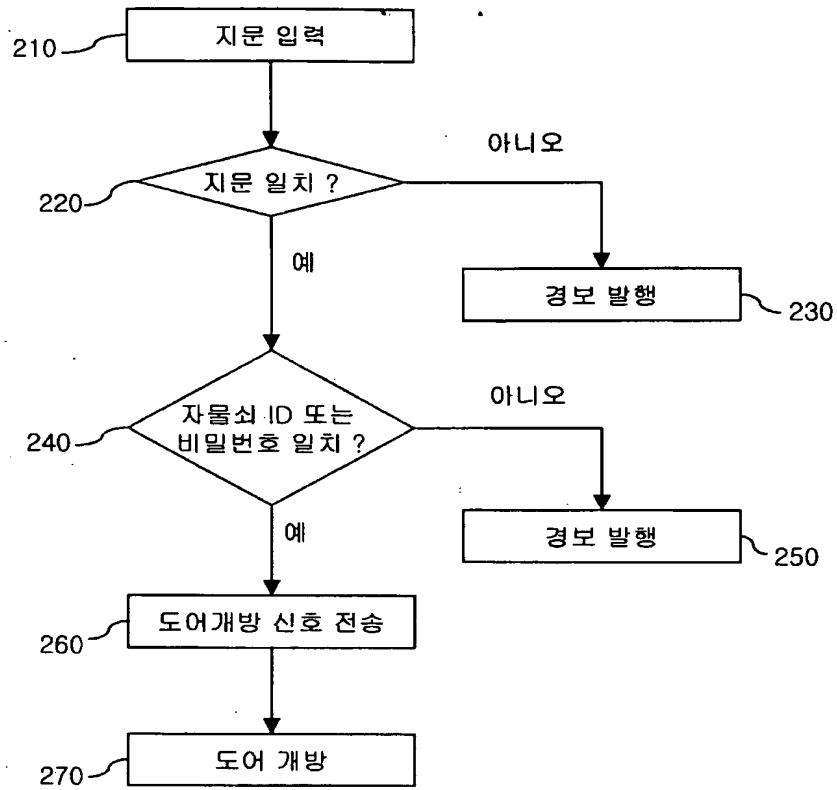 210
지문 입력
220
지문 일치 ?
아니오
예
경보 발행
230
240
자물쇠 ID 또는
비밀번호 일치 ?
아니오
예
경보 발행
250
260
도어개방 신호 전송
270
도어 개방